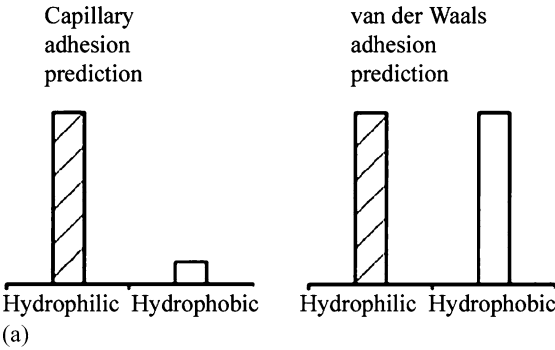 Capillary
adhesion
prediction
van der Waals
adhesion
prediction
Hydrophilic Hydrophobic
Hydrophilic Hydrophobic
(a)